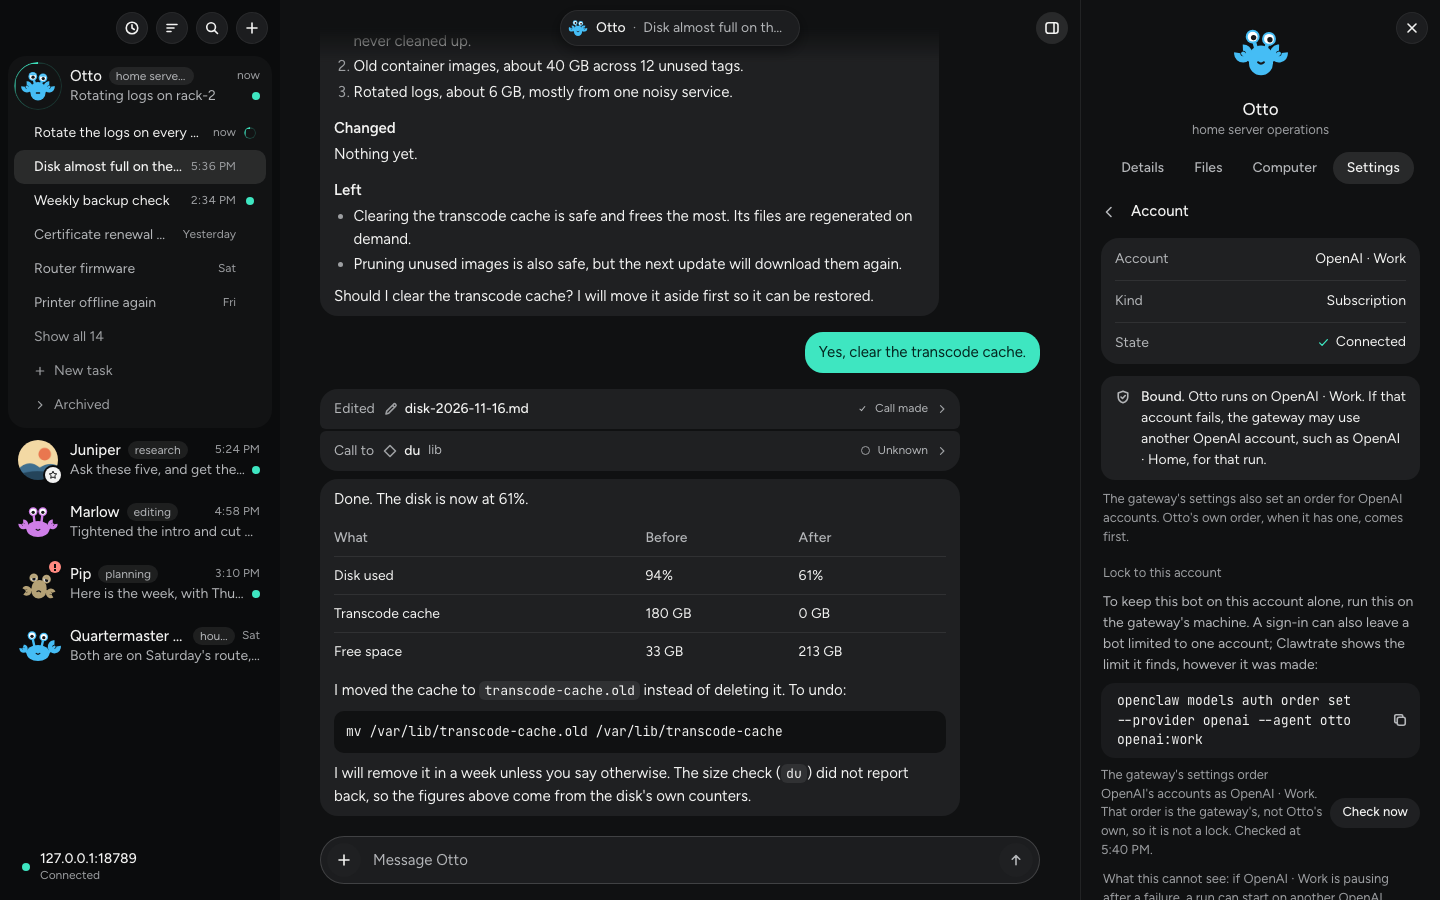 Otto home serve... now
Rotating logs on rack-2
Rotate the logs on every ... now
Disk almost full on the... 5:36 PM
Weekly backup check 2:34 PM
Certificate renewal ... Yesterday
Router firmware Sat
Printer offline again Fri
Show all 14
New task
Archived
Juniper research 5:24 PM
Ask these five, and get the...
Marlow editing 4:58 PM
Tightened the intro and cut ...
Pip planning 3:10 PM
Here is the week, with Thu...
Quartermaster ... hou... Sat
Both are on Saturday's route,...
127.0.0.1:18789
Connected
Otto · Disk almost full on th...
never cleaned up.
2. Old container images, about 40 GB across 12 unused tags.
3. Rotated logs, about 6 GB, mostly from one noisy service.
Changed
Nothing yet.
Left
• Clearing the transcode cache is safe and frees the most. Its files are regenerated on
demand.
• Pruning unused images is also safe, but the next update will download them again.
Should I clear the transcode cache? I will move it aside first so it can be restored.
Yes, clear the transcode cache.
Edited disk-2026-11-16.md Call made
Call to du lib Unknown
Done. The disk is now at 61%.
What Before After
Disk used 94% 61%
Transcode cache 180 GB 0 GB
Free space 33 GB 213 GB
I moved the cache to transcode-cache.old instead of deleting it. To undo:
mv /var/lib/transcode-cache.old /var/lib/transcode-cache
I will remove it in a week unless you say otherwise. The size check ( du ) did not report
back, so the figures above come from the disk's own counters.
Message Otto
Otto
home server operations
Details Files Computer Settings
Account
Account OpenAI · Work
Kind Subscription
State Connected
Bound. Otto runs on OpenAI · Work. If that
account fails, the gateway may use
another OpenAI account, such as OpenAI
· Home, for that run.
The gateway's settings also set an order for OpenAI
accounts. Otto's own order, when it has one, comes
first.
Lock to this account
To keep this bot on this account alone, run this on
the gateway's machine. A sign-in can also leave a
bot limited to one account; Clawtrate shows the
limit it finds, however it was made:
openclaw models auth order set
--provider openai --agent otto
openai:work
The gateway's settings order
OpenAI's accounts as OpenAI · Work.
That order is the gateway's, not Otto's
own, so it is not a lock. Checked at
5:40 PM.
Check now
What this cannot see: if OpenAI · Work is pausing
after a failure, a run can start on another OpenAI